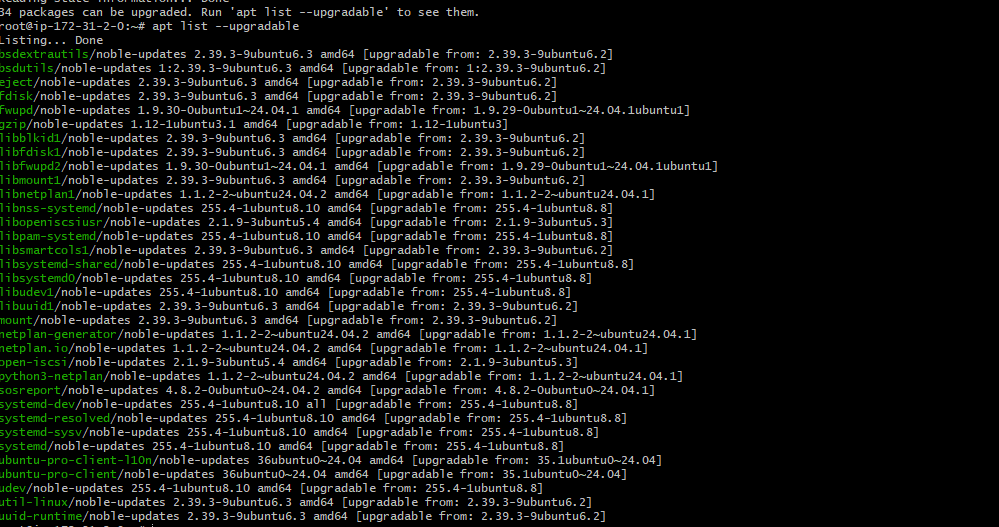 34 packages can be upgraded. Run 'apt list --upgradable' to see them.
root@ip-172-31-2-0:~# apt list --upgradable
Listing... Done
bsdextrautils/noble-updates 2.39.3-9ubuntu6.3 amd64 [upgradable from: 2.39.3-9ubuntu6.2]
bsdutils/noble-updates 1:2.39.3-9ubuntu6.3 amd64 [upgradable from: 1:2.39.3-9ubuntu6.2]
eject/noble-updates 2.39.3-9ubuntu6.3 amd64 [upgradable from: 2.39.3-9ubuntu6.2]
fdisk/noble-updates 2.39.3-9ubuntu6.3 amd64 [upgradable from: 2.39.3-9ubuntu6.2]
fwupd/noble-updates 1.9.30-0ubuntu1~24.04.1 amd64 [upgradable from: 1.9.29-0ubuntu1~24.04.1ubuntu1]
gzip/noble-updates 1.12-1ubuntu3.1 amd64 [upgradable from: 1.12-1ubuntu3]
libblkid1/noble-updates 2.39.3-9ubuntu6.3 amd64 [upgradable from: 2.39.3-9ubuntu6.2]
libfdisk1/noble-updates 2.39.3-9ubuntu6.3 amd64 [upgradable from: 2.39.3-9ubuntu6.2]
libfwupd2/noble-updates 1.9.30-0ubuntu1~24.04.1 amd64 [upgradable from: 1.9.29-0ubuntu1~24.04.1ubuntu1]
libmount1/noble-updates 2.39.3-9ubuntu6.3 amd64 [upgradable from: 2.39.3-9ubuntu6.2]
libnetplan1/noble-updates 1.1.2-2~ubuntu24.04.2 amd64 [upgradable from: 1.1.2-2~ubuntu24.04.1]
libnss-systemd/noble-updates 255.4-1ubuntu8.10 amd64 [upgradable from: 255.4-1ubuntu8.8]
libopeniscsiusr/noble-updates 2.1.9-3ubuntu5.4 amd64 [upgradable from: 2.1.9-3ubuntu5.3]
libpam-systemd/noble-updates 255.4-1ubuntu8.10 amd64 [upgradable from: 255.4-1ubuntu8.8]
libsmartcols1/noble-updates 2.39.3-9ubuntu6.3 amd64 [upgradable from: 2.39.3-9ubuntu6.2]
libsystemd-shared/noble-updates 255.4-1ubuntu8.10 amd64 [upgradable from: 255.4-1ubuntu8.8]
libsystemd0/noble-updates 255.4-1ubuntu8.10 amd64 [upgradable from: 255.4-1ubuntu8.8]
libudev1/noble-updates 255.4-1ubuntu8.10 amd64 [upgradable from: 255.4-1ubuntu8.8]
libuuid1/noble-updates 2.39.3-9ubuntu6.3 amd64 [upgradable from: 2.39.3-9ubuntu6.2]
mount/noble-updates 2.39.3-9ubuntu6.3 amd64 [upgradable from: 2.39.3-9ubuntu6.2]
netplan-generator/noble-updates 1.1.2-2~ubuntu24.04.2 amd64 [upgradable from: 1.1.2-2~ubuntu24.04.1]
netplan.io/noble-updates 1.1.2-2~ubuntu24.04.2 amd64 [upgradable from: 1.1.2-2~ubuntu24.04.1]
open-iscsi/noble-updates 2.1.9-3ubuntu5.4 amd64 [upgradable from: 2.1.9-3ubuntu5.3]
python3-netplan/noble-updates 1.1.2-2~ubuntu24.04.2 amd64 [upgradable from: 1.1.2-2~ubuntu24.04.1]
sosreport/noble-updates 4.8.2-0ubuntu0~24.04.2 amd64 [upgradable from: 4.8.2-0ubuntu0~24.04.1]
systemd-dev/noble-updates 255.4-1ubuntu8.10 all [upgradable from: 255.4-1ubuntu8.8]
systemd-resolved/noble-updates 255.4-1ubuntu8.10 amd64 [upgradable from: 255.4-1ubuntu8.8]
systemd-sysv/noble-updates 255.4-1ubuntu8.10 amd64 [upgradable from: 255.4-1ubuntu8.8]
systemd/noble-updates 255.4-1ubuntu8.10 amd64 [upgradable from: 255.4-1ubuntu8.8]
ubuntu-pro-client-l10n/noble-updates 36ubuntu0~24.04 amd64 [upgradable from: 35.1ubuntu0~24.04]
ubuntu-pro-client/noble-updates 36ubuntu0~24.04 amd64 [upgradable from: 35.1ubuntu0~24.04]
udev/noble-updates 255.4-1ubuntu8.10 amd64 [upgradable from: 255.4-1ubuntu8.8]
util-linux/noble-updates 2.39.3-9ubuntu6.3 amd64 [upgradable from: 2.39.3-9ubuntu6.2]
uuid-runtime/noble-updates 2.39.3-9ubuntu6.3 amd64 [upgradable from: 2.39.3-9ubuntu6.2]